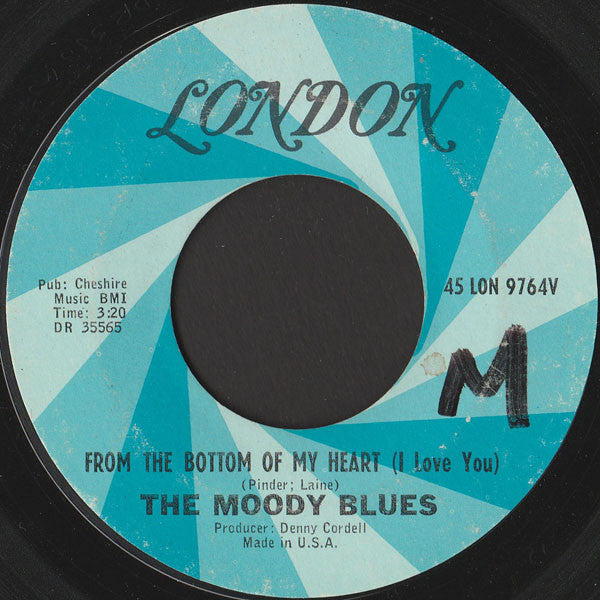 LONDON
Pub: Cheshire
Music BMI
Time: 3:20
DR 35565
45 LON 9764V
M
FROM THE BOTTOM OF MY HEART (I Love You)
(Pinder; Laine)
THE MOODY BLUES
Producer: Denny Cordell
Made in U.S.A.